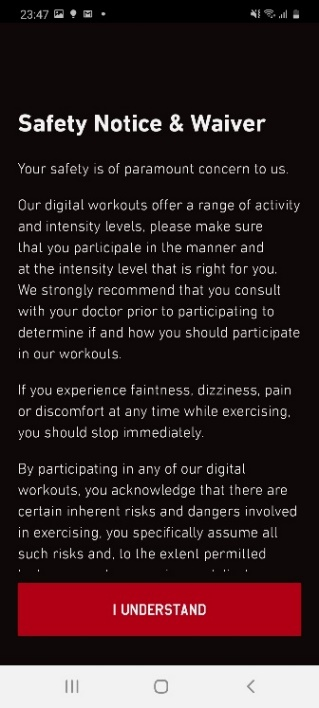 23:47
Safety Notice & Waiver
Your safety is of paramount concern to us.
Our digital workouts offer a range of activity
and intensity levels, please make sure
that you participate in the manner and
at the intensity level that is right for you.
We strongly recommend that you consult
with your doctor prior to participating to
determine if and how you should participate
in our workouts.
If you experience faintness, dizziness, pain
or discomfort at any time while exercising,
you should stop immediately.
By participating in any of our digital
workouts, you acknowledge that there are
certain inherent risks and dangers involved
in exercising, you specifically assume all
such risks and, to the extent permitted
I UNDERSTAND